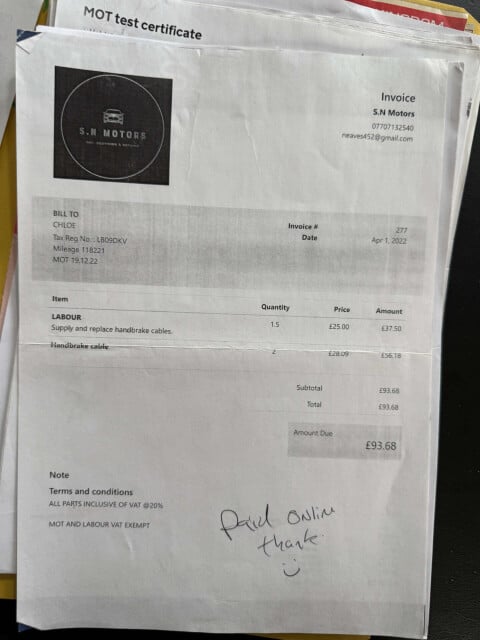 MOT test certificate
Invoice
S.N Motors
07707132540
neaves452@gmail.com
S.N MOTORS
BILL TO
CHLOE
Tax Reg No.: LB09DKV
Mileage 118221
MOT 19.12.22
Invoice # 277
Date Apr 1, 2022
Item Quantity Price Amount
LABOUR 1.5 £25.00 £37.50
Supply and replace handbrake cables.
Handbrake cable. 2 £28.09 £56.18
Subtotal £93.68
Total £93.68
Amount Due
£93.68
Note
Terms and conditions
ALL PARTS INCLUSIVE OF VAT @20%
MOT AND LABOUR VAT EXEMPT
Paid online
thank